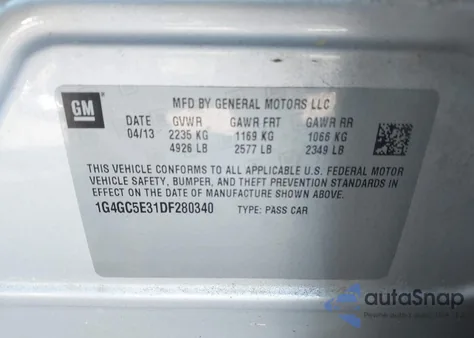 GM
MFD BY GENERAL MOTORS LLC
DATE GVWR GAWR FRT GAWR RR
04/13 2235 KG 1169 KG 1066 KG
4926 LB 2577 LB 2349 LB
THIS VEHICLE CONFORMS TO ALL APPLICABLE U.S. FEDERAL MOTOR
VEHICLE SAFETY, BUMPER, AND THEFT PREVENTION STANDARDS IN
EFFECT ON THE DATE OF MANUFACTURE SHOWN ABOVE.
1G4GC5E31DF280340 TYPE: PASS CAR
autoSnap